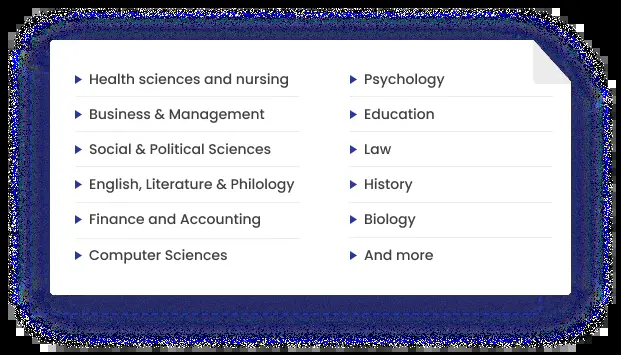 Health sciences and nursing
Business & Management
Social & Political Sciences
English, Literature & Philology
Finance and Accounting
Computer Sciences
Psychology
Education
Law
History
Biology
And more